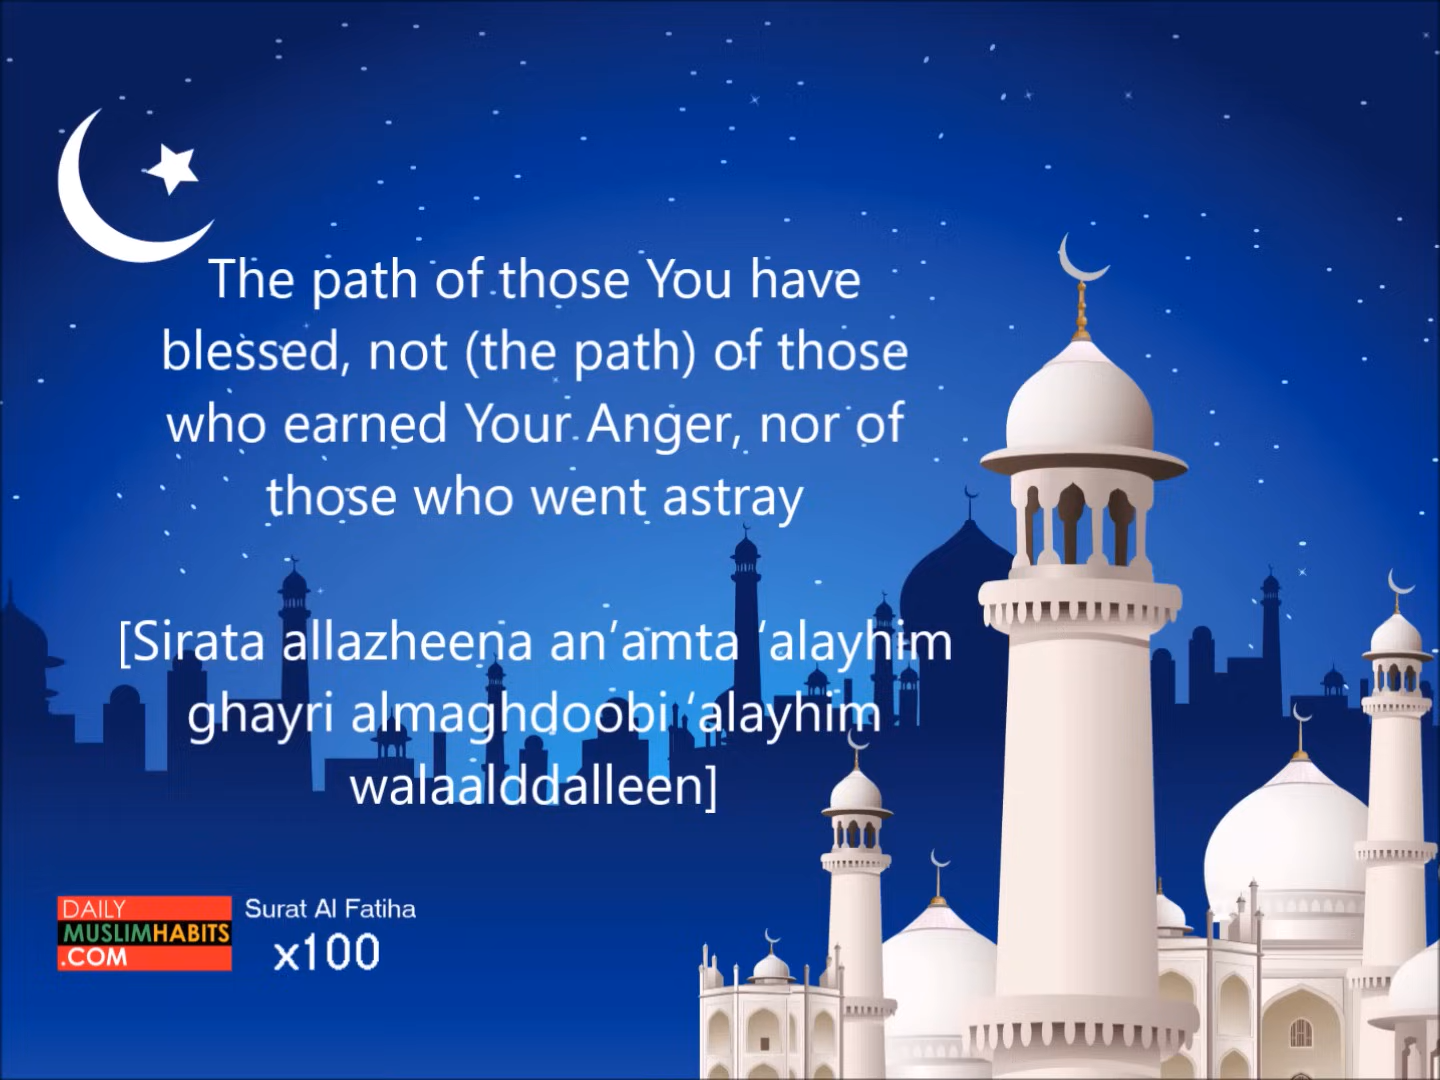 The path of those You have
blessed, not (the path) of those
who earned Your Anger, nor of
those who went astray
[Sirata allazheena an’amta ‘alayhim
ghayri almaghdoobi ‘alayhim
walaalddalleen]
DAILY
MUSLIMHABITS
.COM
Surat Al Fatiha
x100